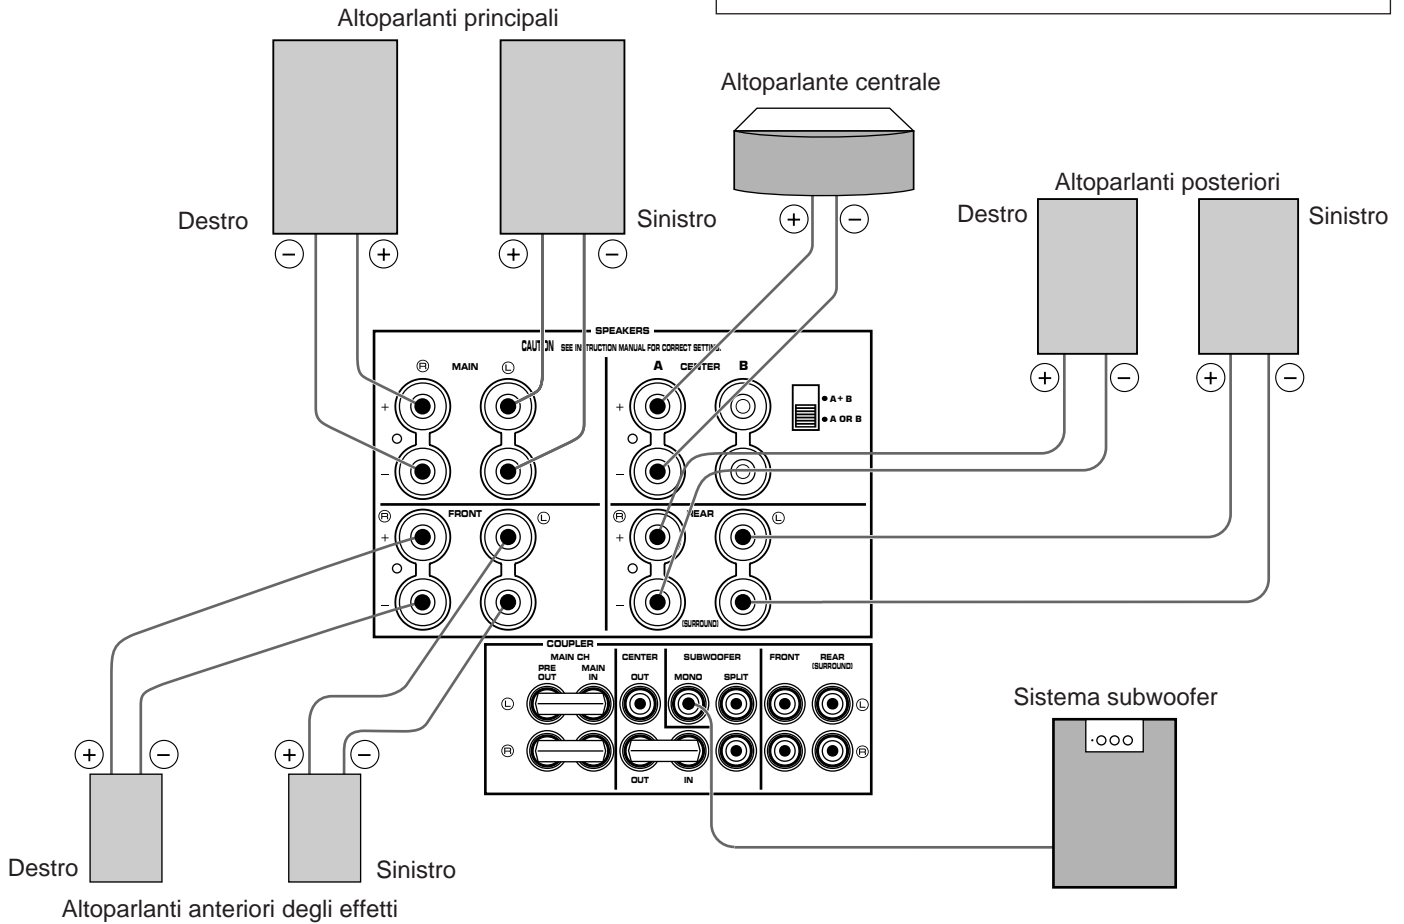 Altoparlanti principali
Altoparlante centrale
Altoparlanti posteriori
Destro
Sinistro
Destro
Sinistro
+ −
− +
+ −
SPEAKERS
CAUTION SEE INSTRUCTION MANUAL FOR CORRECT SETTING.
R MAIN L
A CENTER B
+ −
+ −
+
+
A + B
A OR B
−
−
R FRONT L
R REAR L
+
+
−
−
(SURROUND)
COUPLER
MAIN CH
CENTER
SUBWOOFER
FRONT
REAR
(SURROUND)
PRE OUT
MAIN IN
OUT
MONO
SPLIT
L
L
R
R
OUT
IN
Sistema subwoofer
+ −
+ −
Destro
Sinistro
Altoparlanti anteriori degli effetti